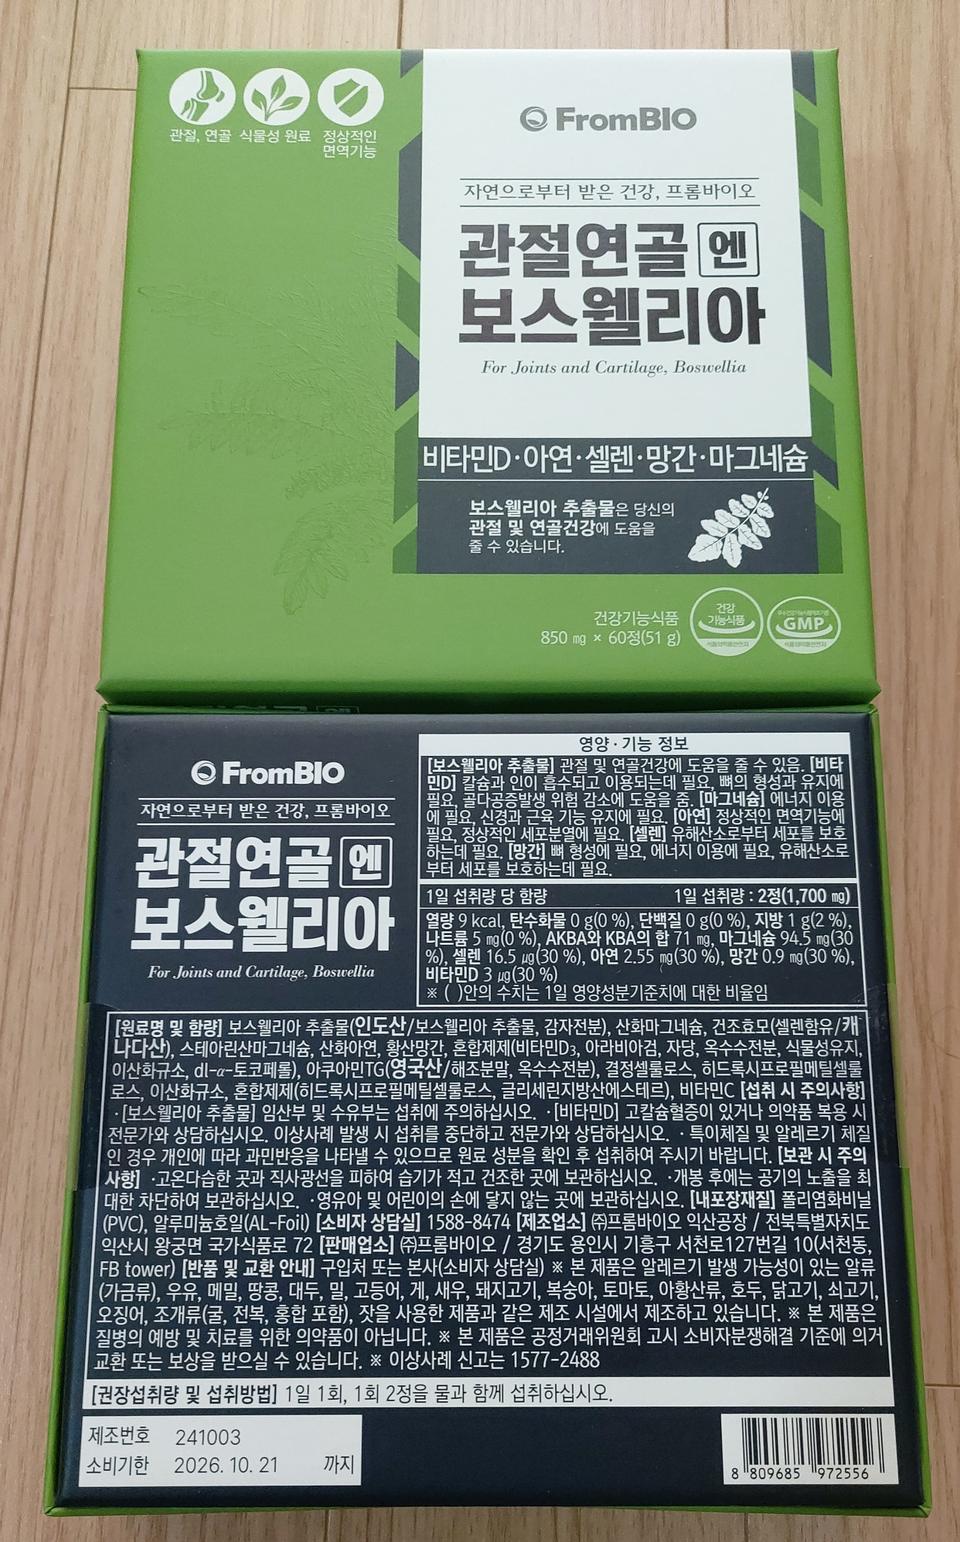 관절, 연골 식물성 원료 정상적인
면역기능
FromBIO
자연으로부터 받은 건강, 프롬바이오
관절연골 엔
보스웰리아
For Joints and Cartilage, Boswellia
비타민D·아연·셀렌·망간·마그네슘
보스웰리아 추출물은 당신의
관절 및 연골건강에 도움을
줄 수 있습니다.
건강기능식품
850 mg × 60정(51 g)
건강
기능식품
식품의약품안전처
우수건강기능식품제조기준
GMP
식품의약품안전처
FromBIO
자연으로부터 받은 건강, 프롬바이오
관절연골 엔
보스웰리아
For Joints and Cartilage, Boswellia
영양·기능 정보
[보스웰리아 추출물] 관절 및 연골건강에 도움을 줄 수 있음. [비타
민D] 칼슘과 인이 흡수되고 이용되는데 필요, 뼈의 형성과 유지에
필요, 골다공증발생 위험 감소에 도움을 줌. [마그네슘] 에너지 이용
에 필요, 신경과 근육 기능 유지에 필요. [아연] 정상적인 면역기능에
필요, 정상적인 세포분열에 필요. [셀렌] 유해산소로부터 세포를 보호
하는데 필요. [망간] 뼈 형성에 필요, 에너지 이용에 필요, 유해산소로
부터 세포를 보호하는데 필요.
1일 섭취량 당 함량 1일 섭취량 : 2정(1,700 mg)
열량 9 kcal, 탄수화물 0 g(0 %), 단백질 0 g(0 %), 지방 1 g(2 %),
나트륨 5 mg(0 %), AKBA와 KBA의 합 71 mg, 마그네슘 94.5 mg(30
%), 셀렌 16.5 μg(30 %), 아연 2.55 mg(30 %), 망간 0.9 mg(30 %),
비타민D 3 μg(30 %)
※ ( )안의 수치는 1일 영양성분기준치에 대한 비율임
[원료명 및 함량] 보스웰리아 추출물(인도산/보스웰리아 추출물, 감자전분), 산화마그네슘, 건조효모(셀렌함유/캐
나다산), 스테아린산마그네슘, 산화아연, 황산망간, 혼합제제(비타민D₃, 아라비아검, 자당, 옥수수전분, 식물성유지,
이산화규소, dl-α-토코페롤), 아쿠아민TG(영국산/해조분말, 옥수수전분), 결정셀룰로스, 히드록시프로필메틸셀룰
로스, 이산화규소, 혼합제제(히드록시프로필메틸셀룰로스, 글리세린지방산에스테르), 비타민C [섭취 시 주의사항]
·[보스웰리아 추출물] 임산부 및 수유부는 섭취에 주의하십시오. ·[비타민D] 고칼슘혈증이 있거나 의약품 복용 시
전문가와 상담하십시오. 이상사례 발생 시 섭취를 중단하고 전문가와 상담하십시오. ·특이체질 및 알레르기 체질
인 경우 개인에 따라 과민반응을 나타낼 수 있으므로 원료 성분을 확인 후 섭취하여 주시기 바랍니다. [보관 시 주의
사항] ·고온다습한 곳과 직사광선을 피하여 습기가 적고 건조한 곳에 보관하십시오. ·개봉 후에는 공기의 노출을 최
대한 차단하여 보관하십시오. ·영유아 및 어린이의 손에 닿지 않는 곳에 보관하십시오. [내포장재질] 폴리염화비닐
(PVC), 알루미늄호일(AL-Foil) [소비자 상담실] 1588-8474 [제조업소] ㈜프롬바이오 익산공장 / 전북특별자치도
익산시 왕궁면 국가식품로 72 [판매업소] ㈜프롬바이오 / 경기도 용인시 기흥구 서천로127번길 10(서천동,
FB tower) [반품 및 교환 안내] 구입처 또는 본사(소비자 상담실) ※ 본 제품은 알레르기 발생 가능성이 있는 알류
(가금류), 우유, 메밀, 땅콩, 대두, 밀, 고등어, 게, 새우, 돼지고기, 복숭아, 토마토, 아황산류, 호두, 닭고기, 쇠고기,
오징어, 조개류(굴, 전복, 홍합 포함), 잣을 사용한 제품과 같은 제조 시설에서 제조하고 있습니다. ※ 본 제품은
질병의 예방 및 치료를 위한 의약품이 아닙니다. ※ 본 제품은 공정거래위원회 고시 소비자분쟁해결 기준에 의거
교환 또는 보상을 받으실 수 있습니다. ※ 이상사례 신고는 1577-2488
[권장섭취량 및 섭취방법] 1일 1회, 1회 2정을 물과 함께 섭취하십시오.
제조번호 241003
소비기한 2026. 10. 21 까지
8 809685 972556